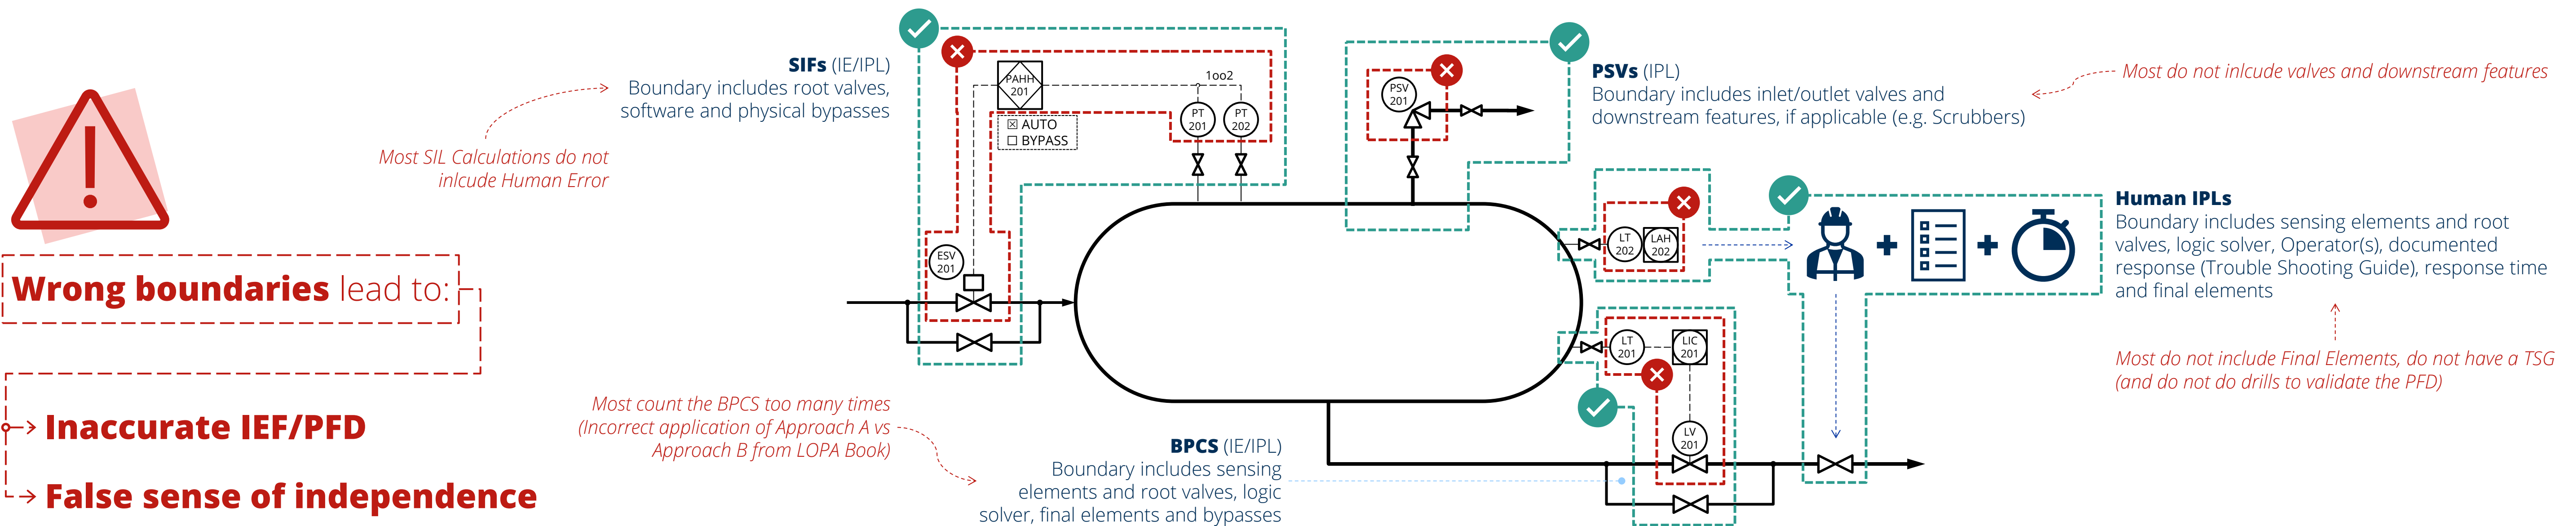 Wrong boundaries lead to:
Inaccurate IEF/PFD
False sense of independence
SIFs (IE/IPL)
Boundary includes root valves,
software and physical bypasses
Most SIL Calculations do not
inlcude Human Error
PAHH
201
☒ AUTO
☐ BYPASS
1oo2
PT
201
PT
202
ESV
201
PSV
201
PSVs (IPL)
Boundary includes inlet/outlet valves and
downstream features, if applicable (e.g. Scrubbers)
Most do not inlcude valves and downstream features
LT
202
LAH
202
Human IPLs
Boundary includes sensing elements and root
valves, logic solver, Operator(s), documented
response (Trouble Shooting Guide), response time
and final elements
Most do not include Final Elements, do not have a TSG
(and do not do drills to validate the PFD)
LT
201
LIC
201
LV
201
Most count the BPCS too many times
(Incorrect application of Approach A vs
Approach B from LOPA Book)
BPCS (IE/IPL)
Boundary includes sensing
elements and root valves, logic
solver, final elements and bypasses